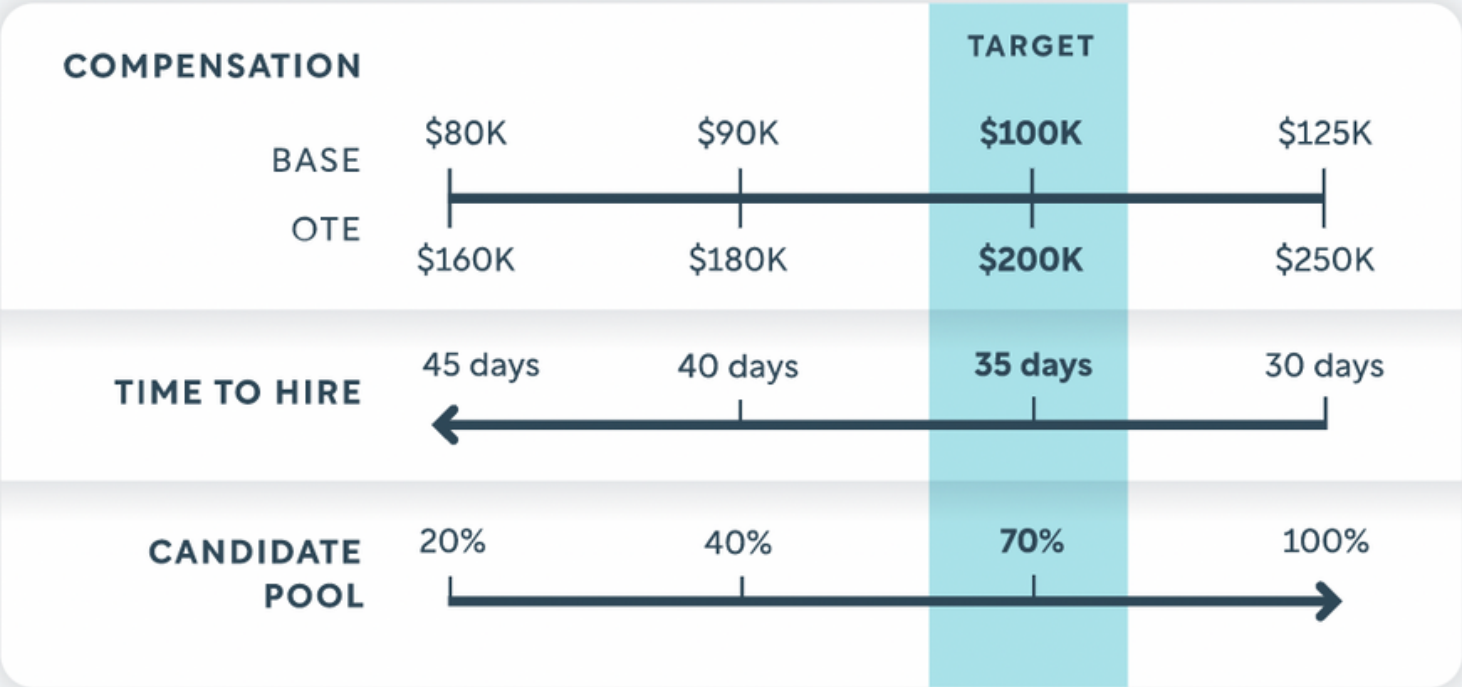 TARGET
COMPENSATION
$80K $90K $100K $125K
BASE
OTE
$160K $180K $200K $250K
45 days 40 days 35 days 30 days
TIME TO HIRE
20% 40% 70% 100%
CANDIDATE
POOL